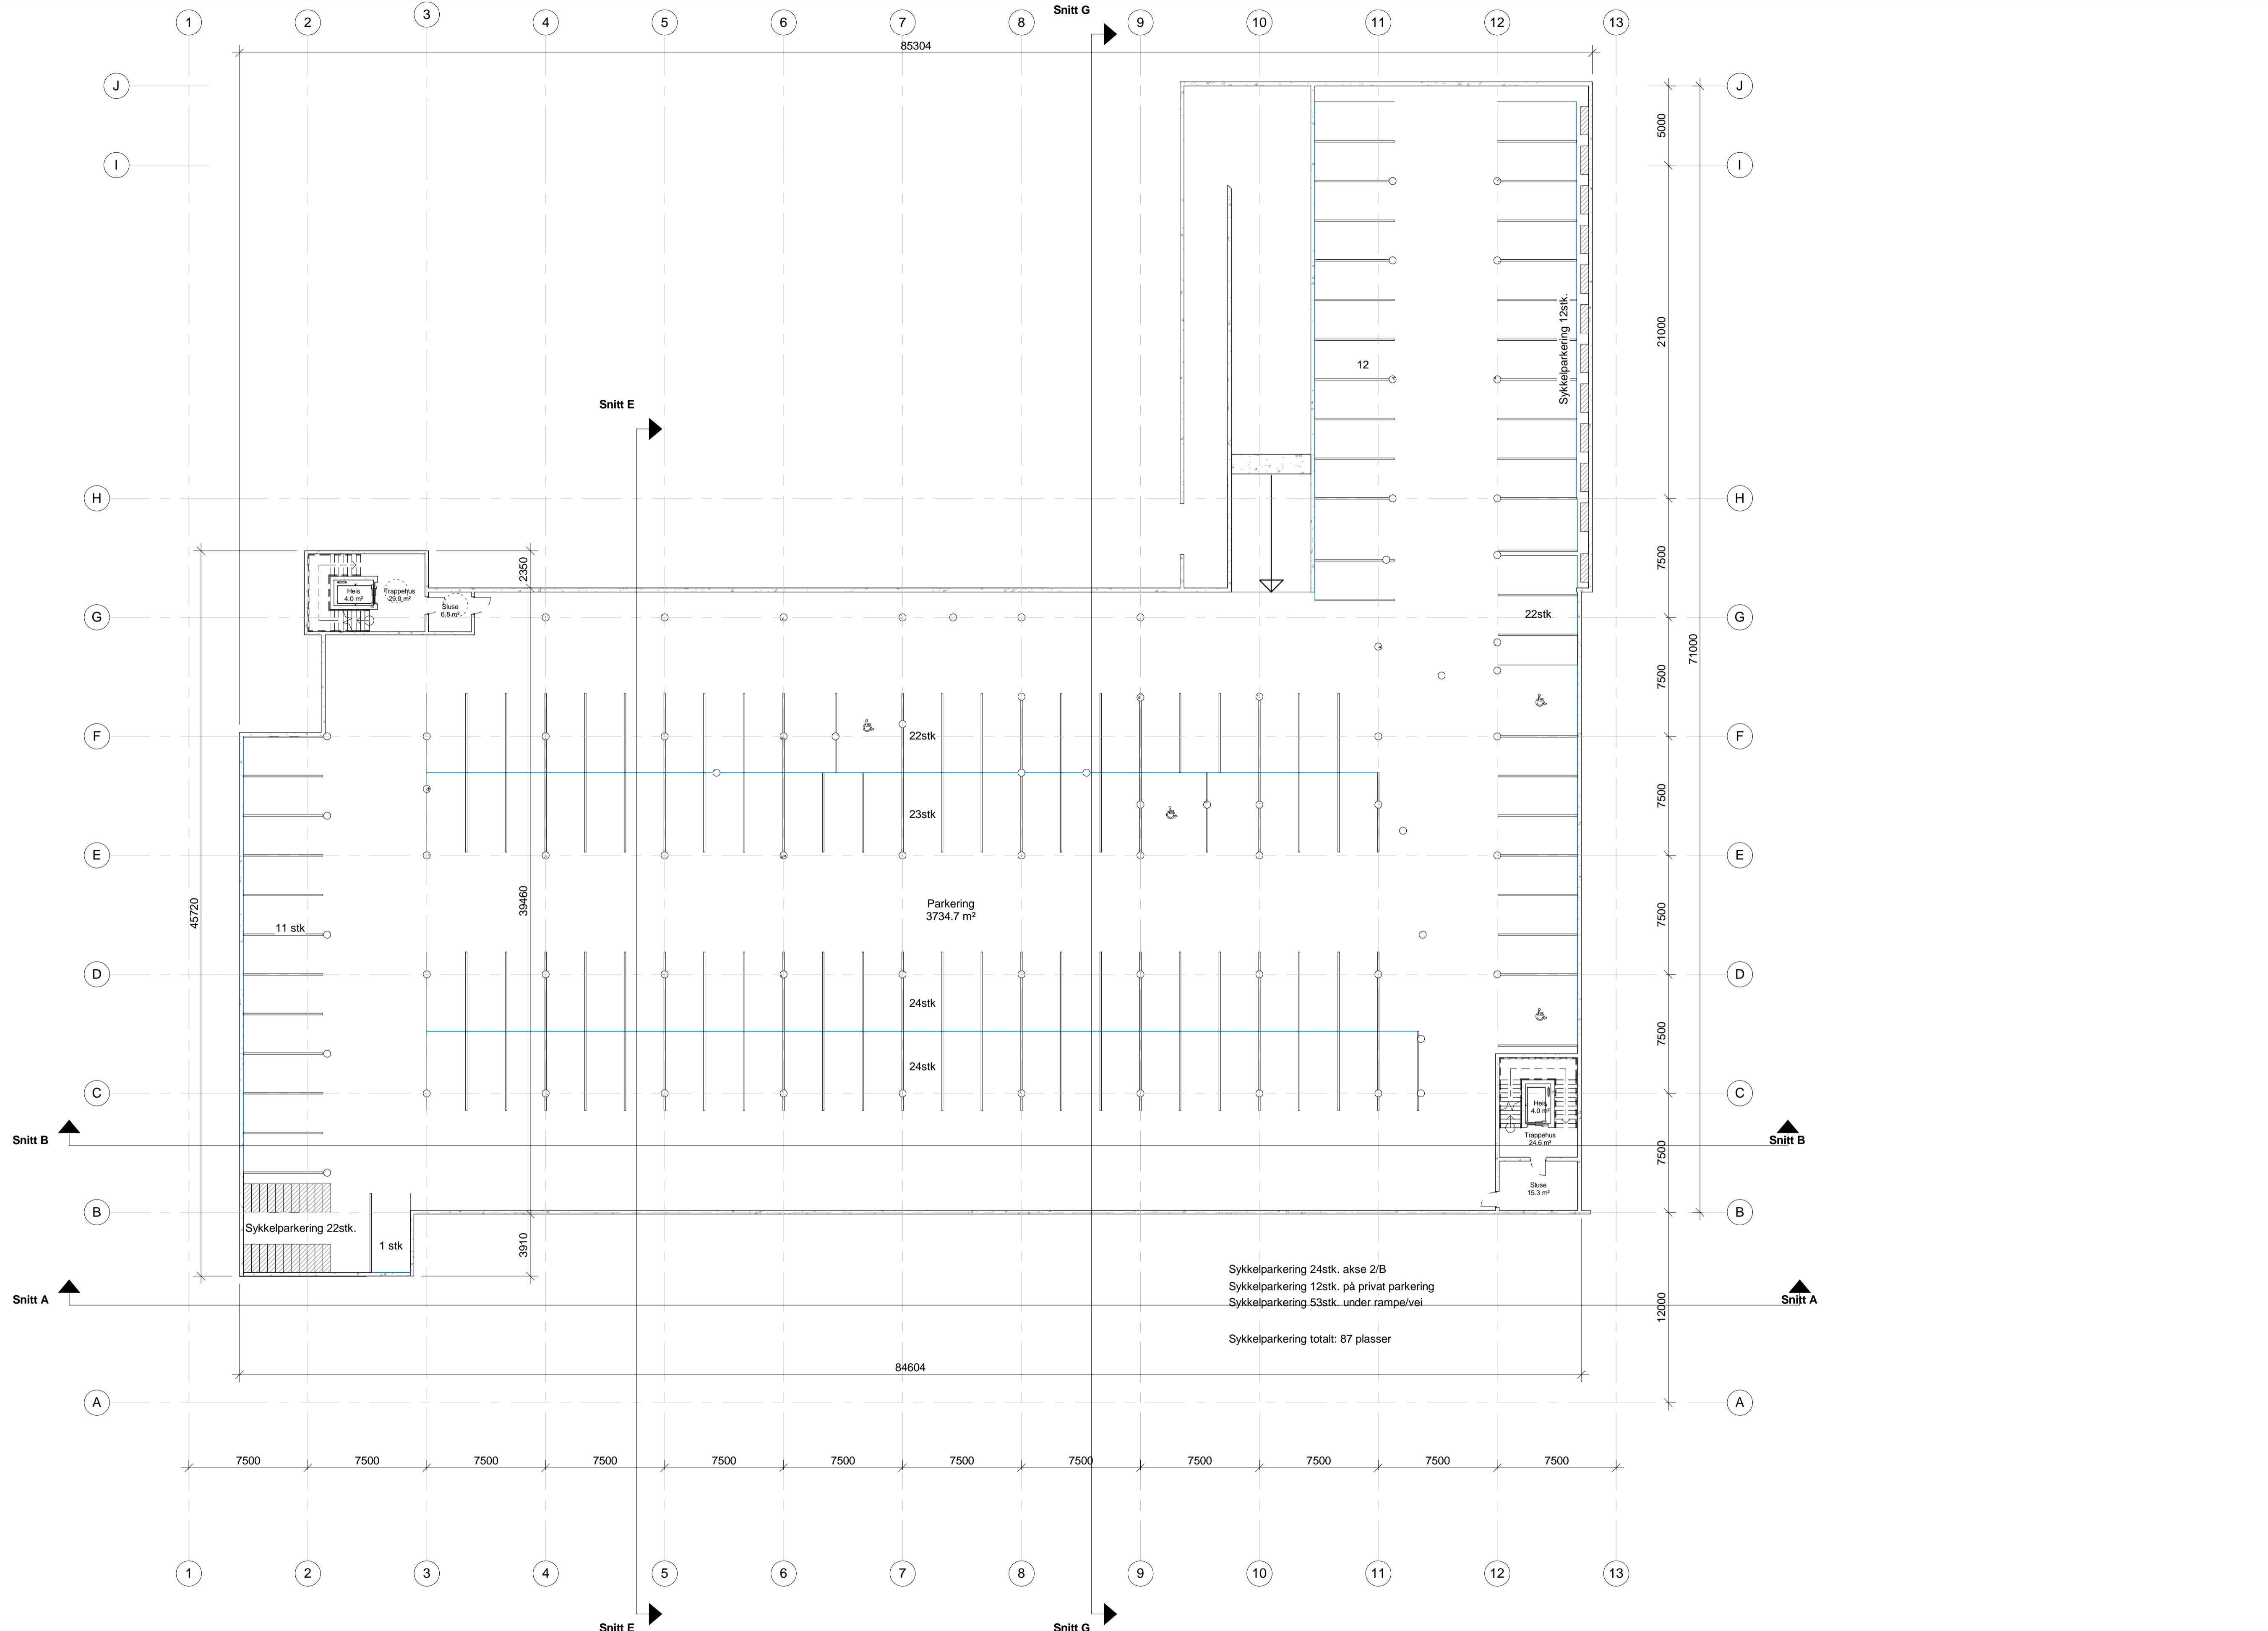 Snitt G
1 2 3 4 5 6 7 8 9 10 11 12 13
85304
J J
5000
I I
21000
Sykkelparkering 12stk.
12
Snitt E
H H
7500
2350
Heis
4.0 m²
Trappehus
29.9 m²
Sluse
6.8 m²
22stk
G G
71000
7500
F F
22stk
7500
23stk
E E
45720
39460
Parkering
3734.7 m²
7500
11 stk
D D
24stk
7500
24stk
C C
Heis
4.0 m²
Trappehus
24.6 m²
Snitt B Snitt B
7500
Sluse
15.3 m²
B B
Sykkelparkering 22stk.
1 stk
3910
Sykkelparkering 24stk. akse 2/B
Sykkelparkering 12stk. på privat parkering
Sykkelparkering 53stk. under rampe/vei
Snitt A Snitt A
12000
Sykkelparkering totalt: 87 plasser
84604
A A
7500 7500 7500 7500 7500 7500 7500 7500 7500 7500 7500 7500
1 2 3 4 5 6 7 8 9 10 11 12 13
Snitt E Snitt G